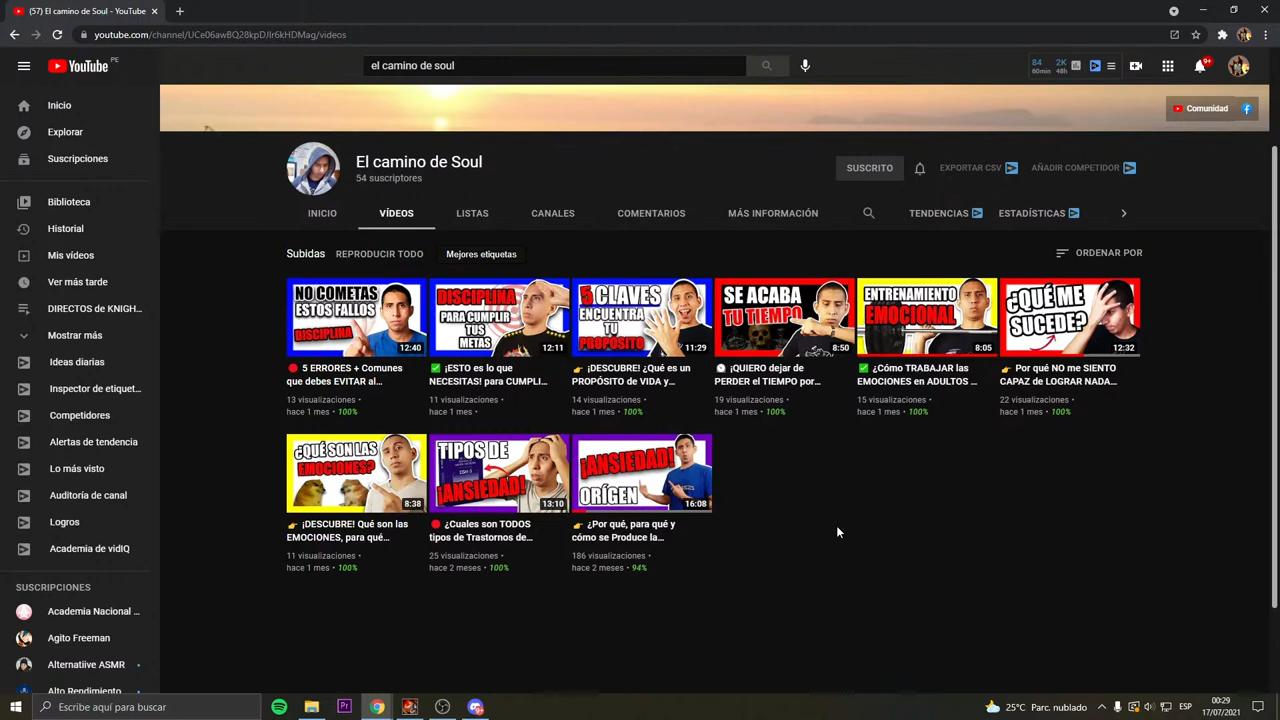 (57) El camino de Soul - YouTube
youtube.com/channel/UCe06awBQ28kpDJlr6kHDMag/videos
YouTube PE
el camino de soul
84 2K
60min 48h
9+
Comunidad
Inicio
Explorar
Suscripciones
Biblioteca
Historial
Mis vídeos
Ver más tarde
DIRECTOS de KNIGH...
Mostrar más
Ideas diarias
Inspector de etiquet...
Competidores
Alertas de tendencia
Lo más visto
Auditoría de canal
Logros
Academia de vidIQ
SUSCRIPCIONES
Academia Nacional ...
Agito Freeman
Alternatiive ASMR
Alto Rendimiento
El camino de Soul
54 suscriptores
SUSCRITO
EXPORTAR CSV
AÑADIR COMPETIDOR
INICIO VÍDEOS LISTAS CANALES COMENTARIOS MÁS INFORMACIÓN TENDENCIAS ESTADÍSTICAS
Subidas REPRODUCIR TODO Mejores etiquetas ORDENAR POR
NO COMETAS
ESTOS FALLOS
DISCIPLINA
12:40
5 ERRORES + Comunes
que debes EVITAR al...
13 visualizaciones •
hace 1 mes • 100%
DISCIPLINA
PARA CUMPLIR
TUS
METAS
12:11
¡ESTO es lo que
NECESITAS! para CUMPLI...
11 visualizaciones •
hace 1 mes •
5 CLAVES
ENCUENTRA
TU
PROPÓSITO
11:29
¡DESCUBRE! ¿Qué es un
PROPÓSITO de VIDA y...
14 visualizaciones •
hace 1 mes • 100%
SE ACABA
TU TIEMPO
8:50
¡QUIERO dejar de
PERDER el TIEMPO por...
19 visualizaciones •
hace 1 mes • 100%
ENTRENAMIENTO
EMOCIONAL
8:05
¿Cómo TRABAJAR las
EMOCIONES en ADULTOS ...
15 visualizaciones •
hace 1 mes • 100%
¿QUÉ ME
SUCEDE?
12:32
Por qué NO me SIENTO
CAPAZ de LOGRAR NADA...
22 visualizaciones •
hace 1 mes • 100%
¿QUÉ SON LAS
EMOCIONES?
8:38
¡DESCUBRE! Qué son las
EMOCIONES, para qué...
11 visualizaciones •
hace 1 mes • 100%
TIPOS DE
DSM-5
¡ANSIEDAD!
13:10
¿Cuales son TODOS
tipos de Trastornos de...
25 visualizaciones •
hace 2 meses • 100%
¡ANSIEDAD!
ORÍGEN
16:08
¿Por qué, para qué y
cómo se Produce la...
186 visualizaciones •
hace 2 meses • 94%
Escribe aquí para buscar
25°C Parc. nublado
ESP
00:29
17/07/2021